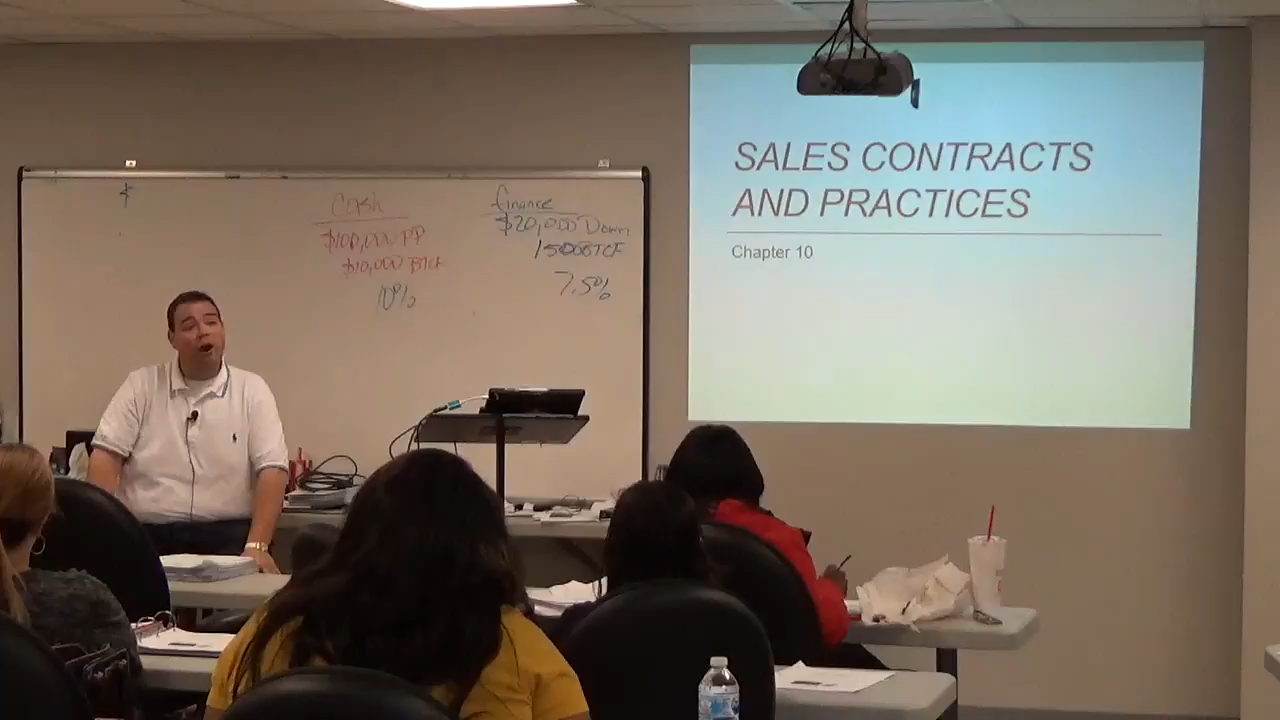 $
Cash
$100,000 PP
$10,000 BTCF
10%
finance
$20,000 Down
1500 BTCF
7.5%
SALES CONTRACTS
AND PRACTICES
Chapter 10